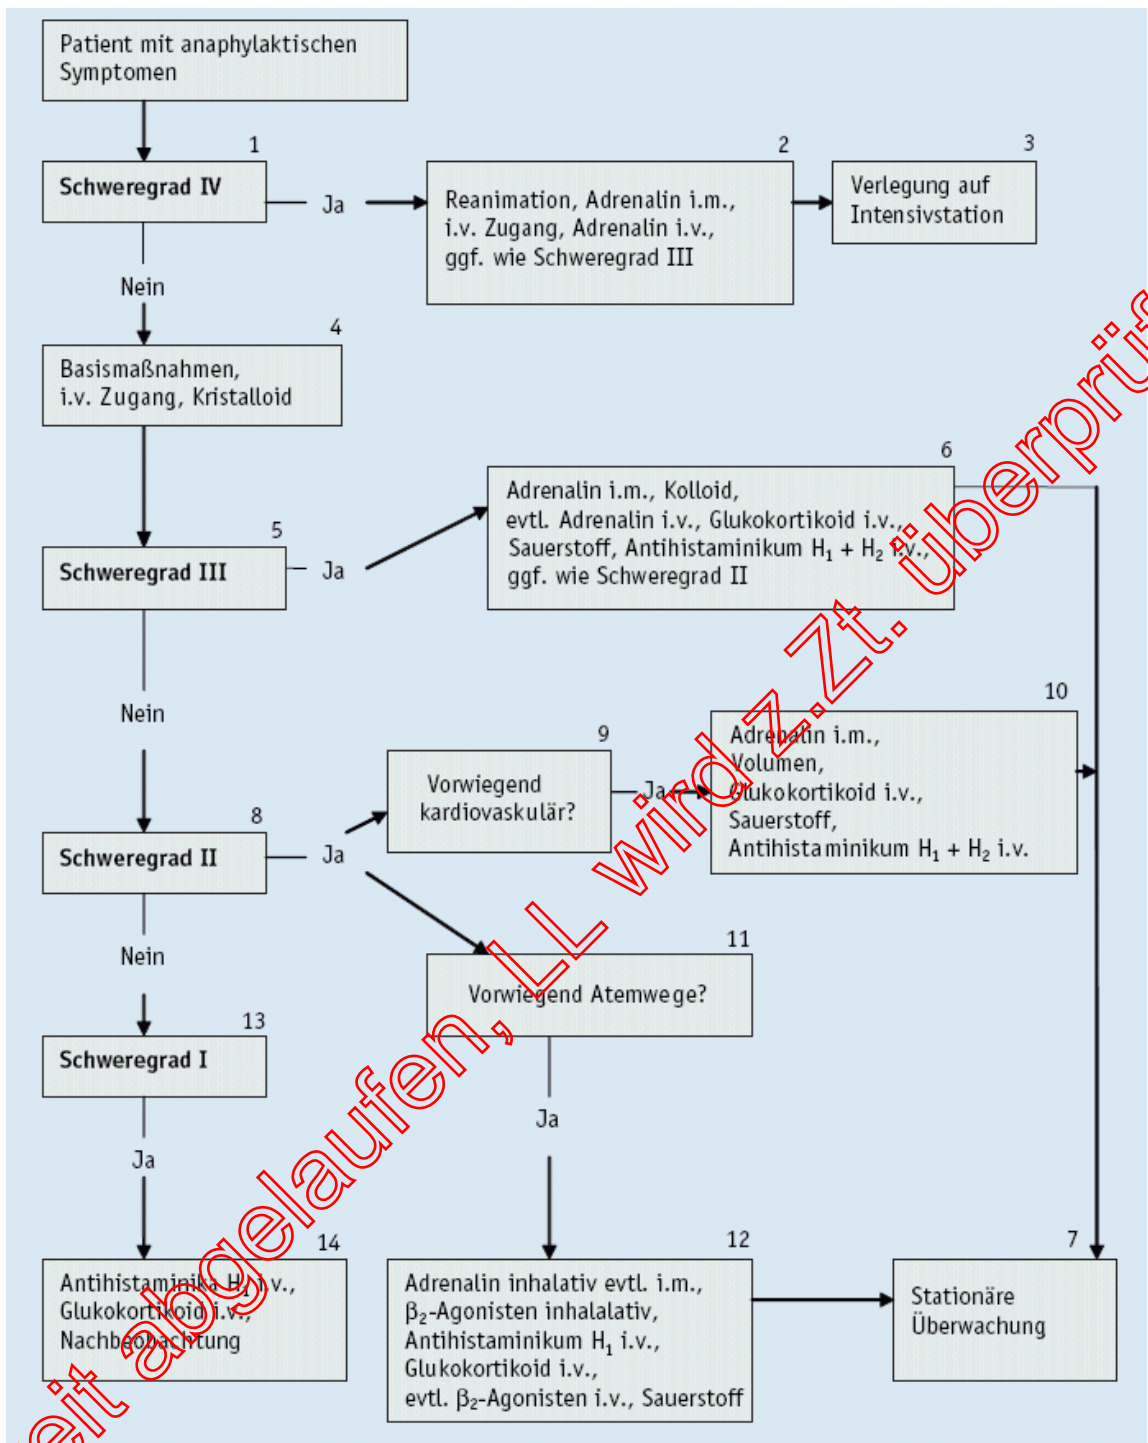 Patient mit anaphylaktischen
Symptomen
1
Schweregrad IV
Ja
2
Reanimation, Adrenalin i.m.,
i.v. Zugang, Adrenalin i.v.,
ggf. wie Schweregrad III
3
Verlegung auf
Intensivstation
Nein
4
Basismaßnahmen,
i.v. Zugang, Kristalloid
5
Schweregrad III
Ja
6
Adrenalin i.m., Kolloid,
evtl. Adrenalin i.v., Glukokortikoid i.v.,
Sauerstoff, Antihistaminikum H₁ + H₂ i.v.,
ggf. wie Schweregrad II
Nein
8
Schweregrad II
Ja
9
Vorwiegend
kardiovaskulär?
Ja
10
Adrenalin i.m.,
Volumen,
Glukokortikoid i.v.,
Sauerstoff,
Antihistaminikum H₁ + H₂ i.v.
Nein
11
Vorwiegend Atemwege?
13
Schweregrad I
Ja
Ja
14
Antihistaminika H₁ i.v.,
Glukokortikoid i.v.,
Nachbeobachtung
12
Adrenalin inhalativ evtl. i.m.,
β₂-Agonisten inhalalativ,
Antihistaminikum H₁ i.v.,
Glukokortikoid i.v.,
evtl. β₂-Agonisten i.v., Sauerstoff
7
Stationäre
Überwachung
eit abgelaufen, LL wird z.Zt. überprüf